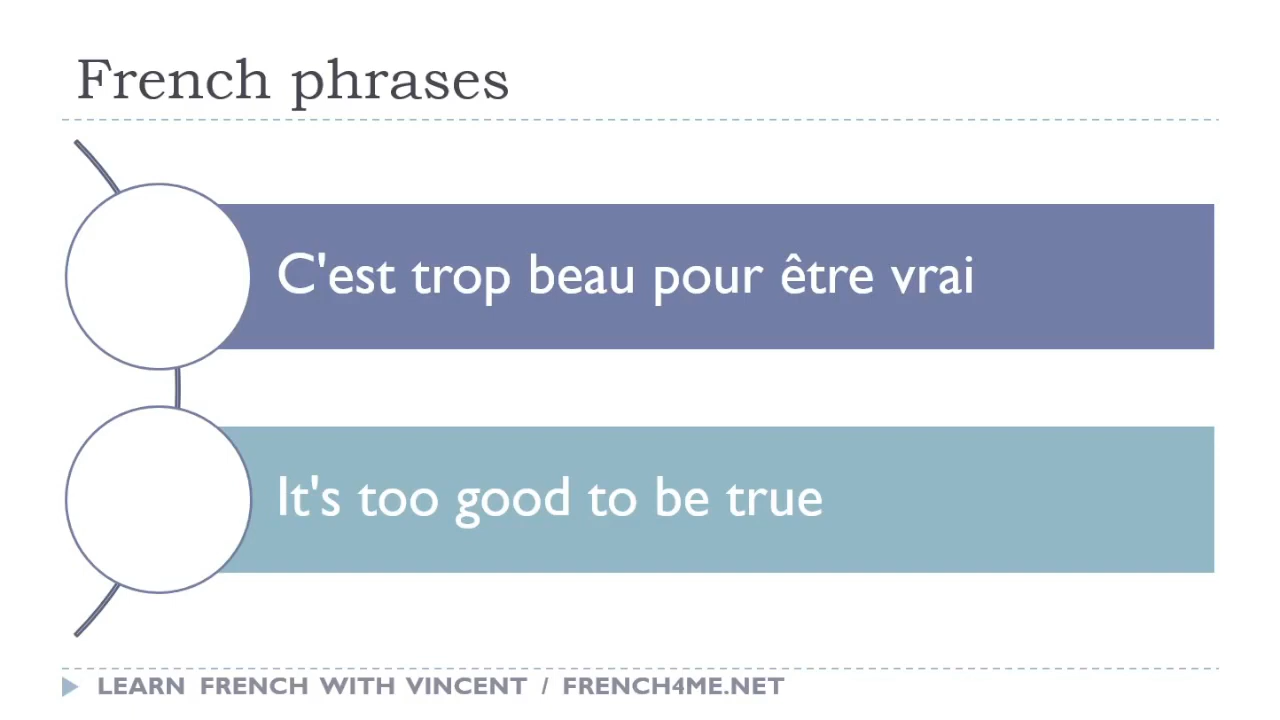 French phrases
C'est trop beau pour être vrai
It's too good to be true
LEARN FRENCH WITH VINCENT / FRENCH4ME.NET